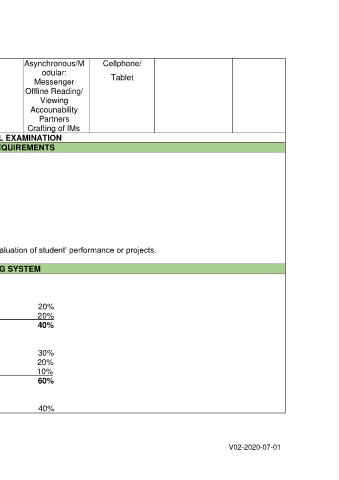 Asynchronous/M
odular:
Messenger
Offline Reading/
Viewing
Accounability
Partners
Crafting of IMs
Cellphone/
Tablet
L EXAMINATION
EQUIREMENTS
aluation of student' performance or projects.
G SYSTEM
20%
20%
40%
30%
20%
10%
60%
40%
V02-2020-07-01